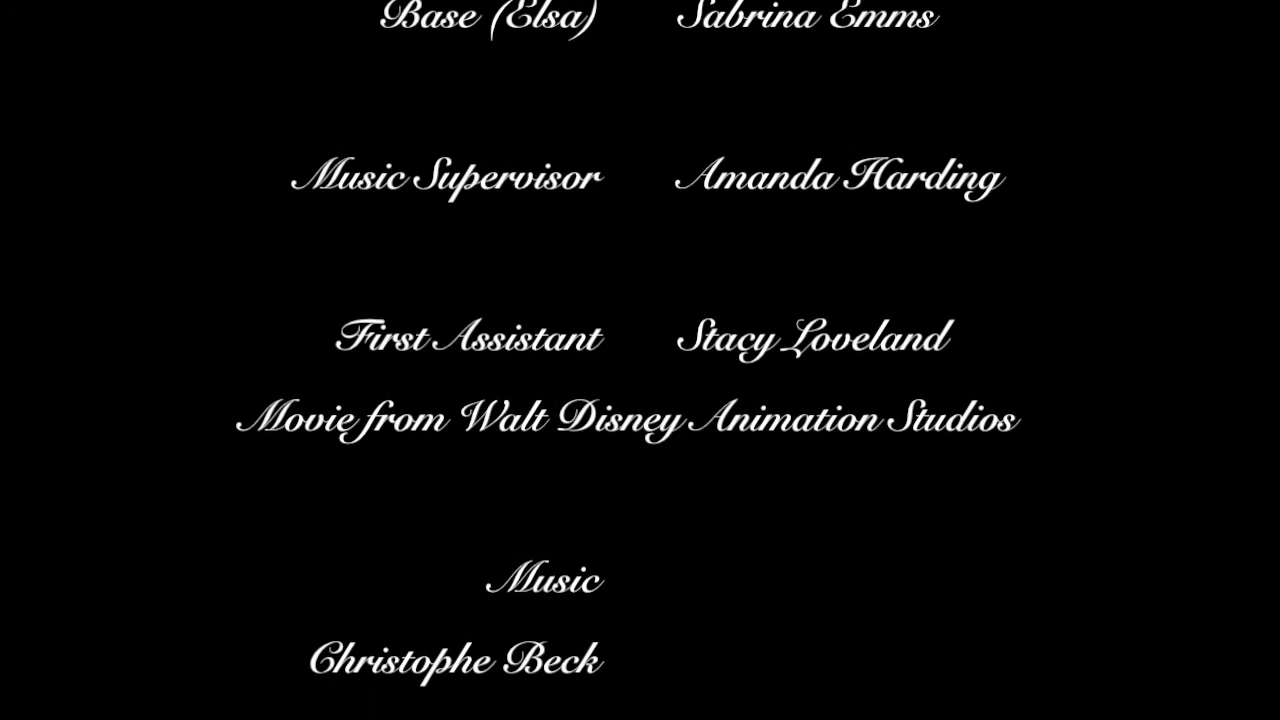 Base (Elsa) Sabrina Emms
Music Supervisor Amanda Harding
First Assistant Stacy Loveland
Movie from Walt Disney Animation Studios
Music
Christophe Beck